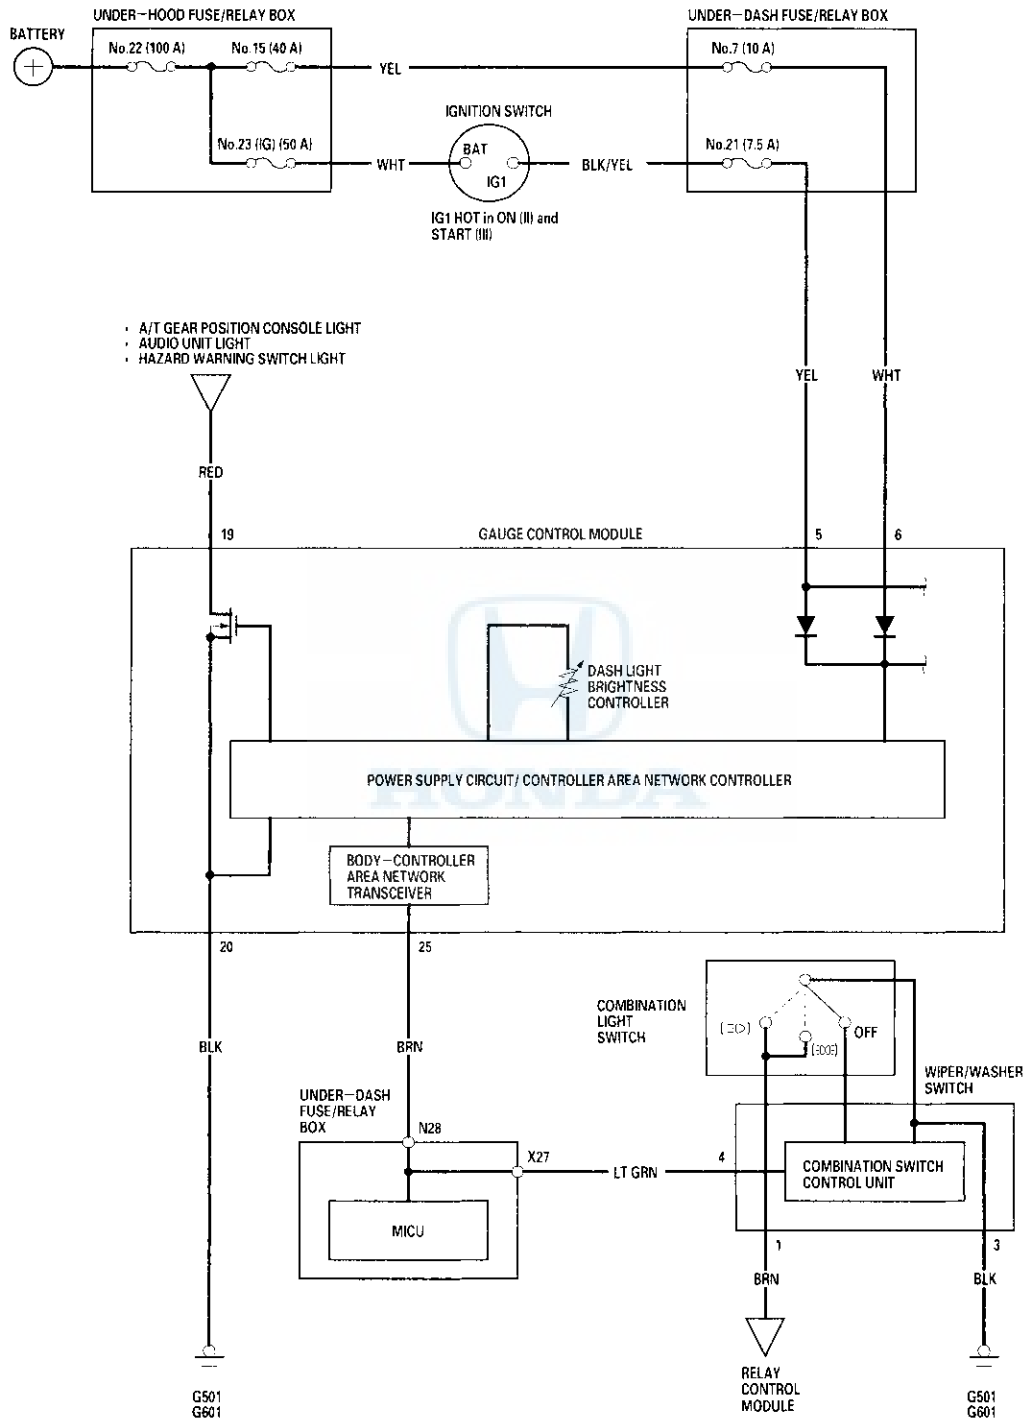 UNDER-HOOD FUSE/RELAY BOX
UNDER-DASH FUSE/RELAY BOX
BATTERY
No.22 (100 A)
No.15 (40 A)
No.7 (10 A)
YEL
IGNITION SWITCH
No.23 (IG) (50 A)
BAT
No.21 (7.5 A)
WHT
BLK/YEL
IG1
IG1 HOT in ON (II) and
START (III)
A/T GEAR POSITION CONSOLE LIGHT
AUDIO UNIT LIGHT
HAZARD WARNING SWITCH LIGHT
YEL
WHT
RED
19
GAUGE CONTROL MODULE
5
6
DASH LIGHT
BRIGHTNESS
CONTROLLER
POWER SUPPLY CIRCUIT/ CONTROLLER AREA NETWORK CONTROLLER
HONDA
BODY-CONTROLLER
AREA NETWORK
TRANSCEIVER
20
25
COMBINATION
LIGHT
SWITCH
OFF
BLK
BRN
WIPER/WASHER
SWITCH
UNDER-DASH
FUSE/RELAY
BOX
N28
X27
4
LT GRN
COMBINATION SWITCH
CONTROL UNIT
MICU
1
3
BRN
BLK
RELAY
CONTROL
MODULE
G501
G601
G501
G601